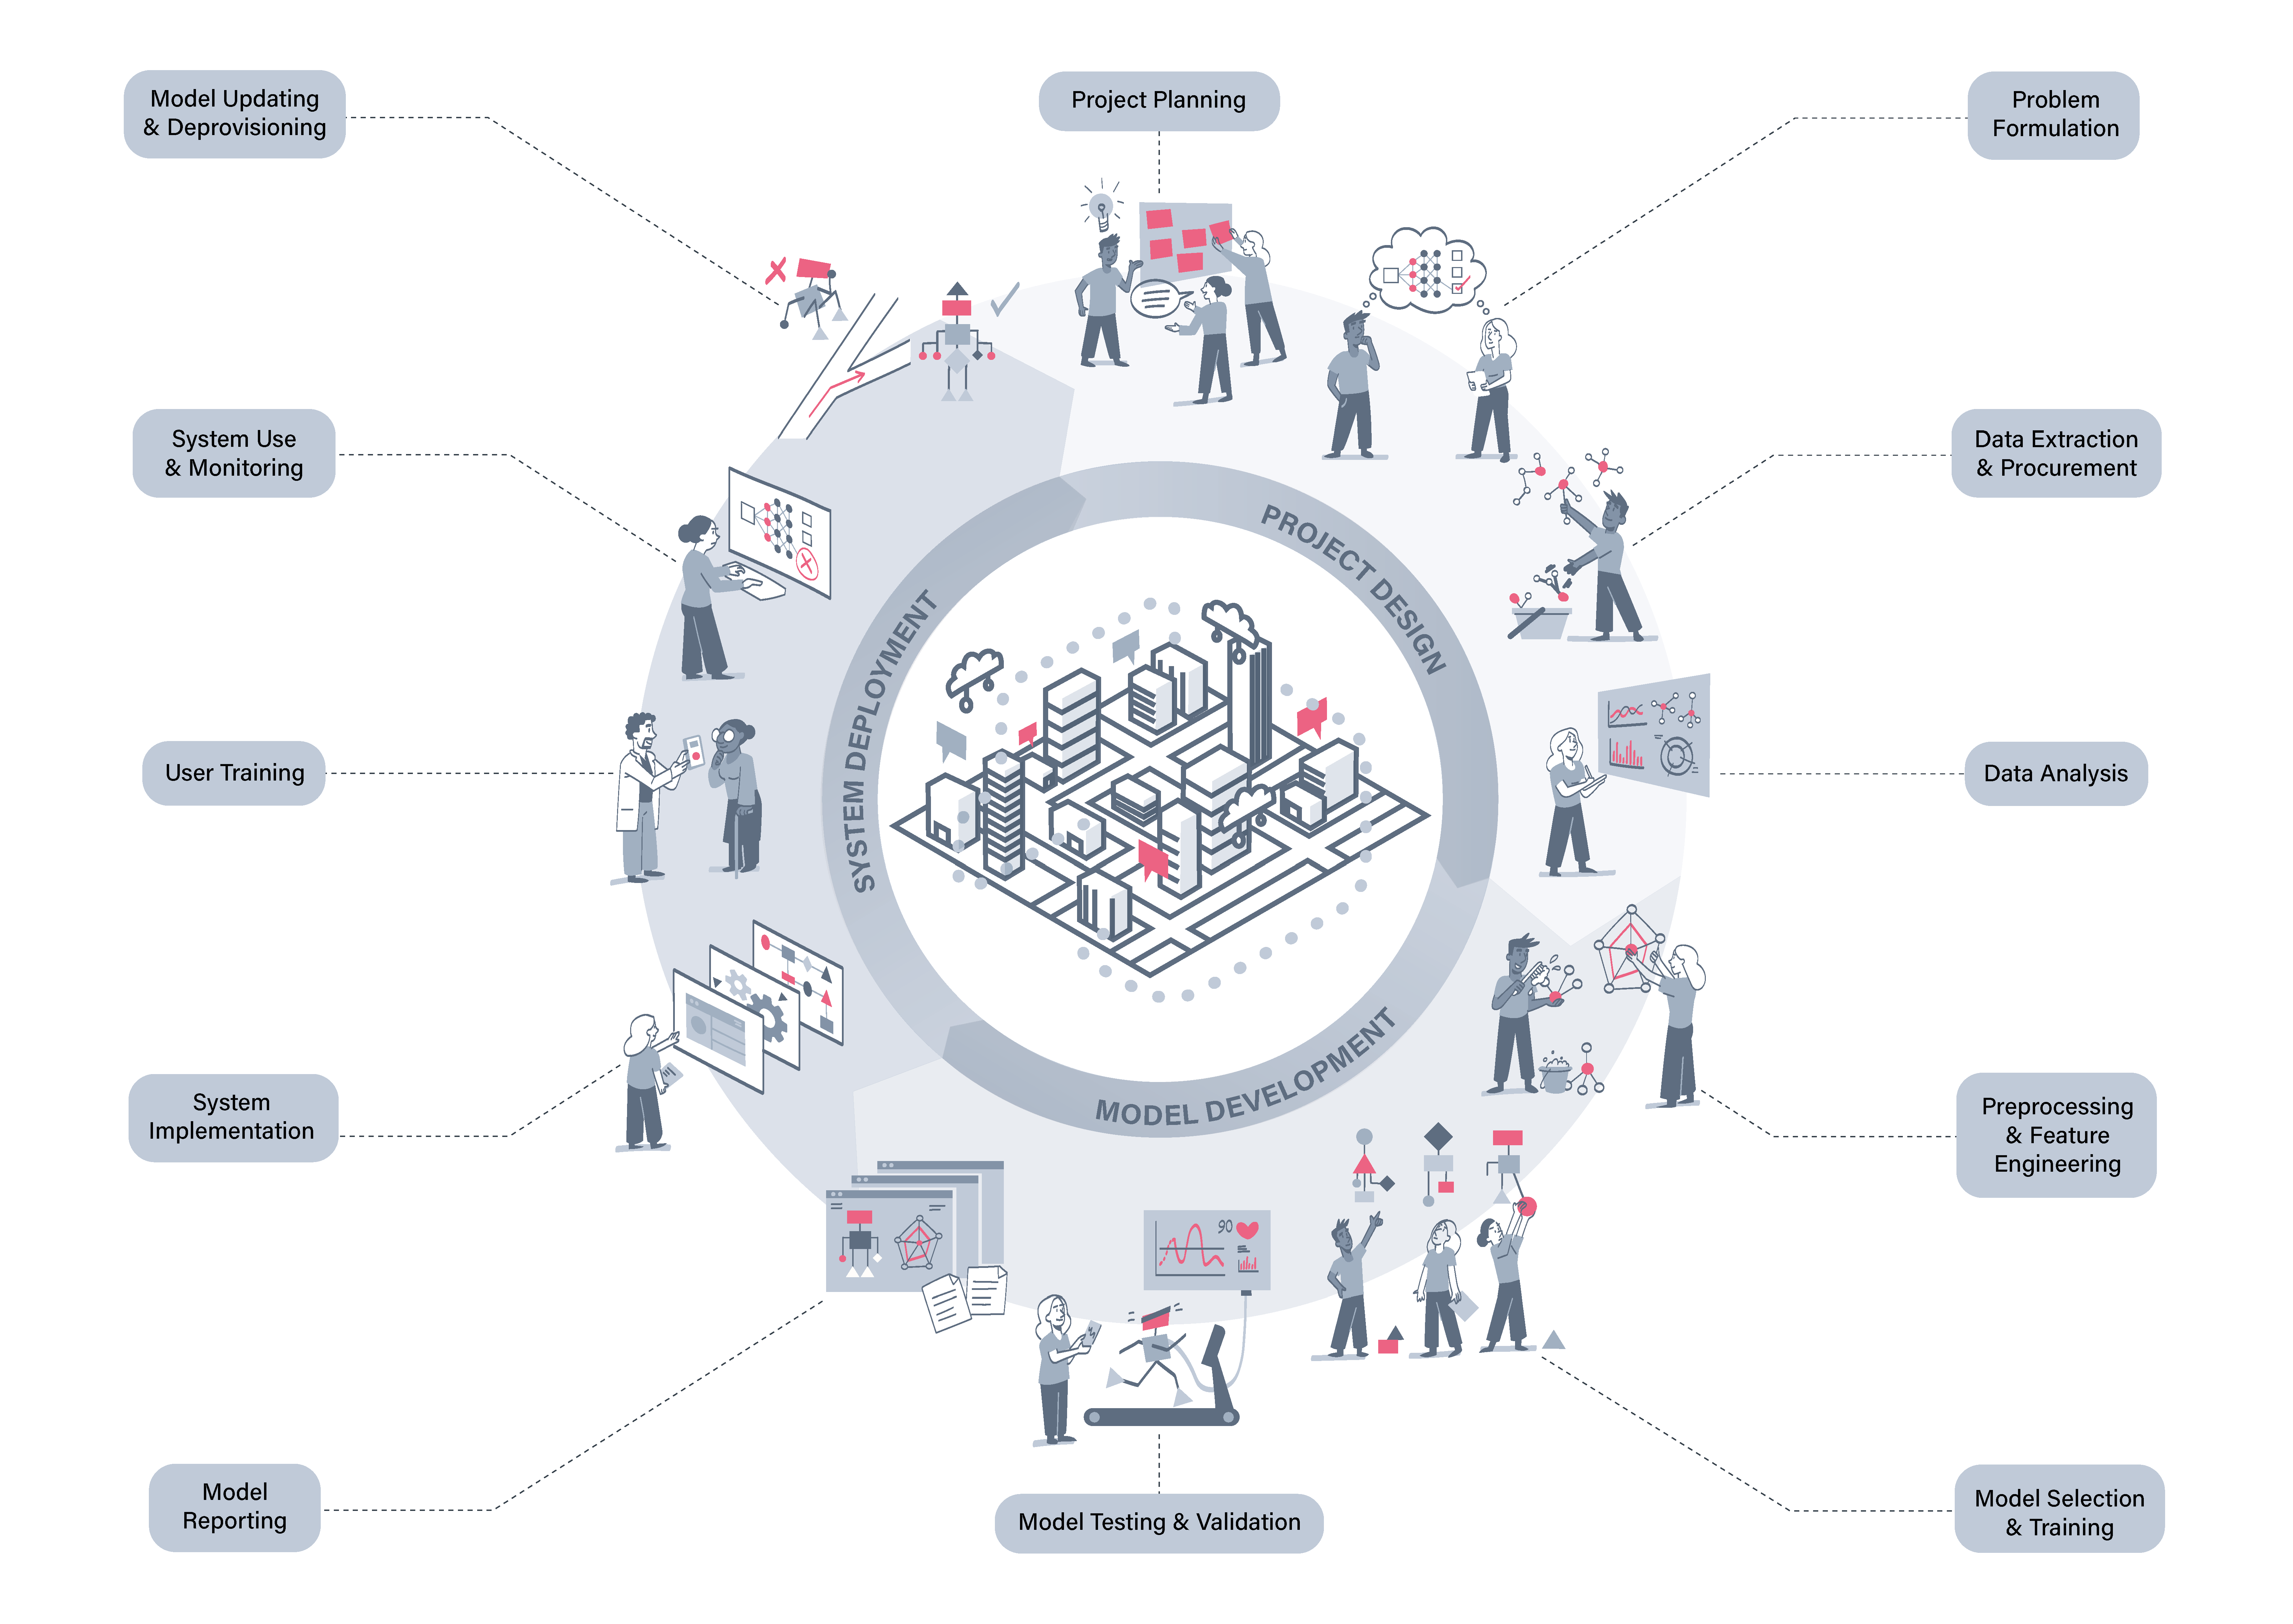 Project Planning
Problem
Formulation
Data Extraction
& Procurement
Data Analysis
Preprocessing
& Feature
Engineering
Model Selection
& Training
Model Testing & Validation
Model
Reporting
System
Implementation
User Training
System Use
& Monitoring
Model Updating
& Deprovisioning
PROJECT DESIGN
MODEL DEVELOPMENT
SYSTEM DEPLOYMENT
90